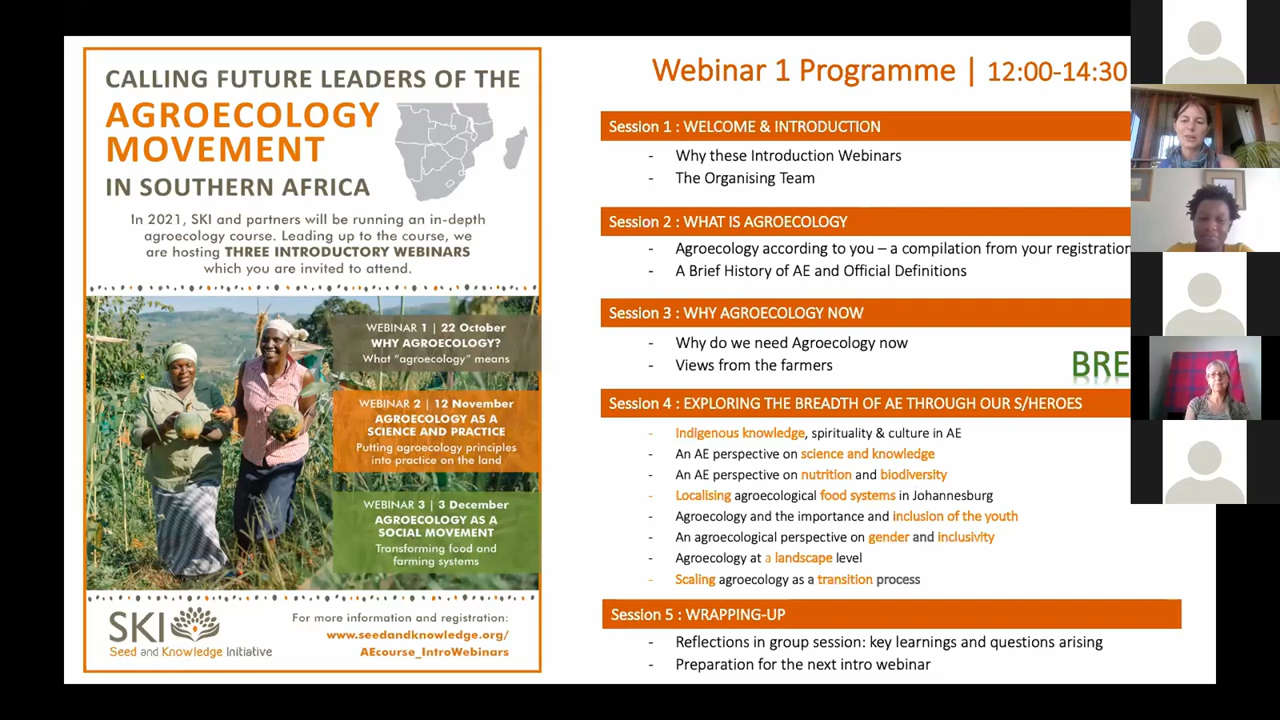 CALLING FUTURE LEADERS OF THE
AGROECOLOGY
MOVEMENT
IN SOUTHERN AFRICA
In 2021, SKI and partners will be running an in-depth
agroecology course. Leading up to the course, we
are hosting THREE INTRODUCTORY WEBINARS
which you are invited to attend.
WEBINAR 1 | 22 October
WHY AGROECOLOGY?
What “agroecology” means
WEBINAR 2 | 12 November
AGROECOLOGY AS A
SCIENCE AND PRACTICE
Putting agroecology principles
into practice on the land
WEBINAR 3 | 3 December
AGROECOLOGY AS A
SOCIAL MOVEMENT
Transforming food and
farming systems
SKI
Seed and Knowledge Initiative
For more information and registration:
www.seedandknowledge.org/
AEcourse_IntroWebinars
Webinar 1 Programme | 12:00-14:30
Session 1 : WELCOME & INTRODUCTION
- Why these Introduction Webinars
- The Organising Team
Session 2 : WHAT IS AGROECOLOGY
- Agroecology according to you – a compilation from your registration
- A Brief History of AE and Official Definitions
Session 3 : WHY AGROECOLOGY NOW
- Why do we need Agroecology now
- Views from the farmers
BRE
Session 4 : EXPLORING THE BREADTH OF AE THROUGH OUR S/HEROES
- Indigenous knowledge, spirituality & culture in AE
- An AE perspective on science and knowledge
- An AE perspective on nutrition and biodiversity
- Localising agroecological food systems in Johannesburg
- Agroecology and the importance and inclusion of the youth
- An agroecological perspective on gender and inclusivity
- Agroecology at a landscape level
- Scaling agroecology as a transition process
Session 5 : WRAPPING-UP
- Reflections in group session: key learnings and questions arising
- Preparation for the next intro webinar